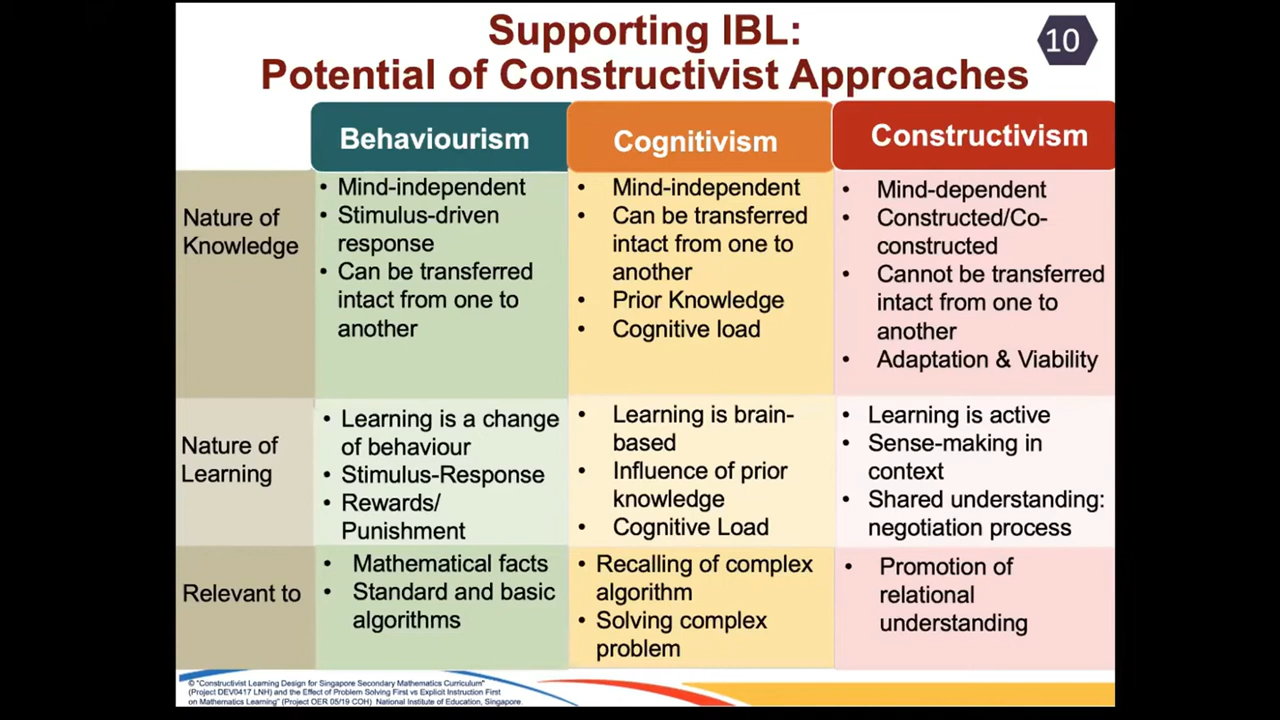 Supporting IBL:
Potential of Constructivist Approaches
10
Behaviourism
Cognitivism
Constructivism
Nature of
Knowledge
• Mind-independent
• Stimulus-driven
response
• Can be transferred
intact from one to
another
• Mind-independent
• Can be transferred
intact from one to
another
• Prior Knowledge
• Cognitive load
• Mind-dependent
• Constructed/Co-
constructed
• Cannot be transferred
intact from one to
another
• Adaptation & Viability
Nature of
Learning
• Learning is a change
of behaviour
• Stimulus-Response
• Rewards/
Punishment
• Learning is brain-
based
• Influence of prior
knowledge
• Cognitive Load
• Learning is active
• Sense-making in
context
• Shared understanding:
negotiation process
Relevant to
• Mathematical facts
• Standard and basic
algorithms
• Recalling of complex
algorithm
• Solving complex
problem
• Promotion of
relational
understanding
© "Constructivist Learning Design for Singapore Secondary Mathematics Curriculum"
(Project DEV0417 LNH) and the Effect of Problem Solving First vs Explicit Instruction First
on Mathematics Learning" (Project OER 05/19 COH) National Institute of Education, Singapore.